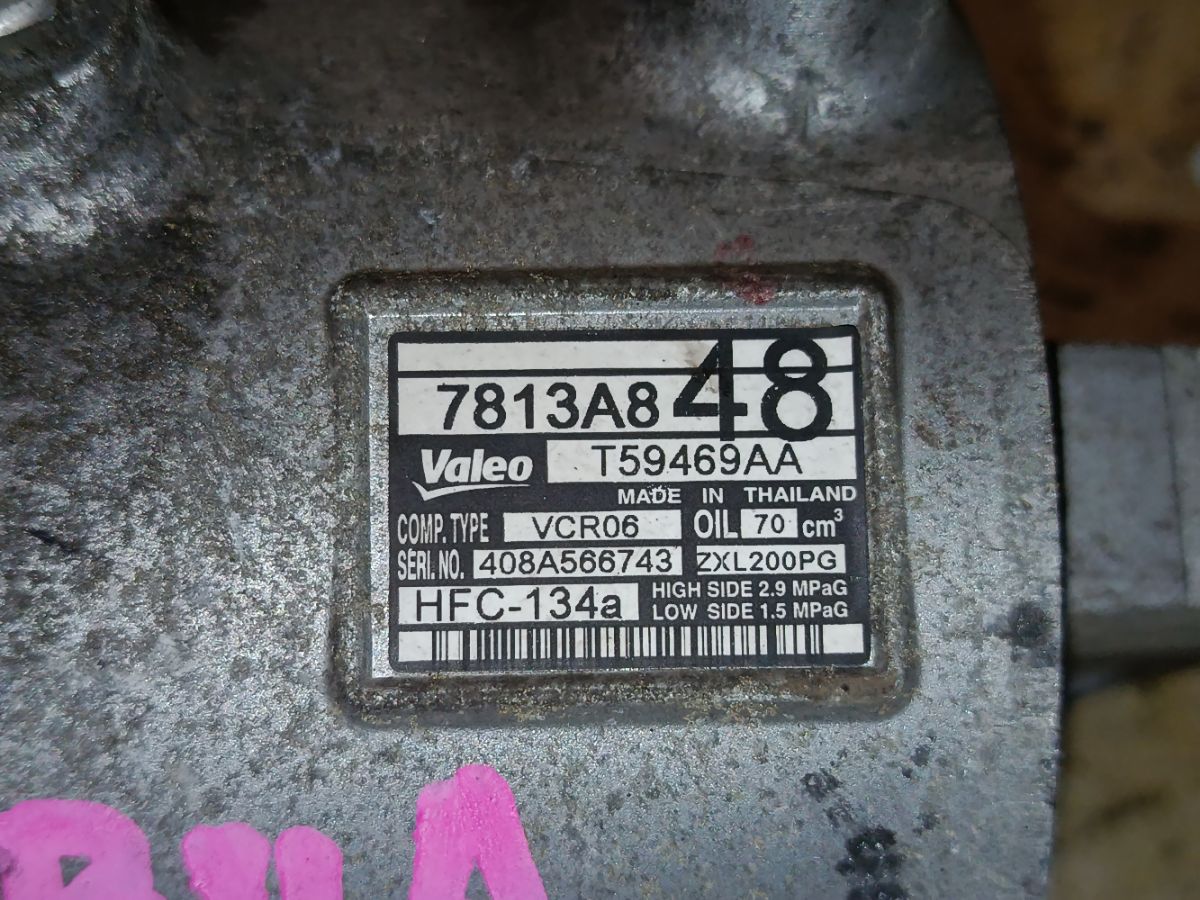 7813A848
Valeo T59469AA
MADE IN THAILAND
COMP. TYPE VCR06 OIL 70 cm³
SERI. NO. 408A566743 ZXL200PG
HFC-134a HIGH SIDE 2.9 MPaG
LOW SIDE 1.5 MPaG